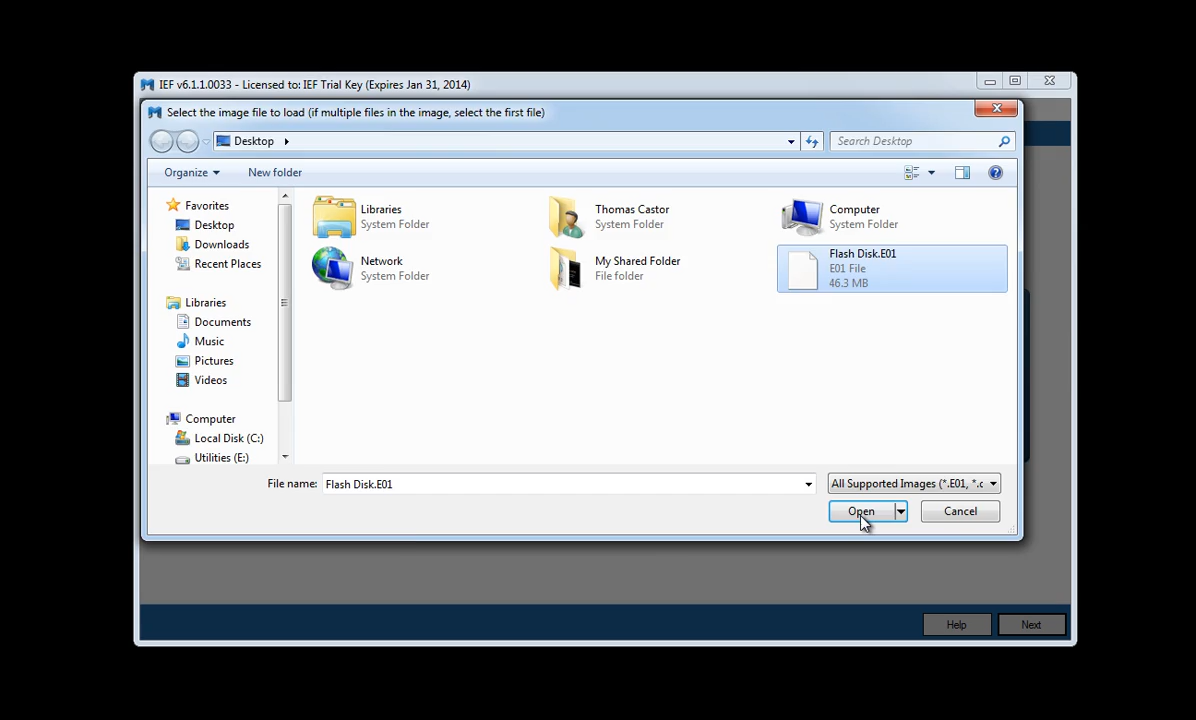 IEF v6.1.1.0033 - Licensed to: IEF Trial Key (Expires Jan 31, 2014)
Select the image file to load (if multiple files in the image, select the first file)
Desktop
Search Desktop
Organize
New folder
Favorites
Desktop
Downloads
Recent Places
Libraries
Documents
Music
Pictures
Videos
Computer
Local Disk (C:)
Utilities (E:)
Libraries
System Folder
Thomas Castor
System Folder
Computer
System Folder
Network
System Folder
My Shared Folder
File folder
Flash Disk.E01
E01 File
46.3 MB
File name:
Flash Disk.E01
All Supported Images (*.E01, *.c
Open
Cancel
Help
Next